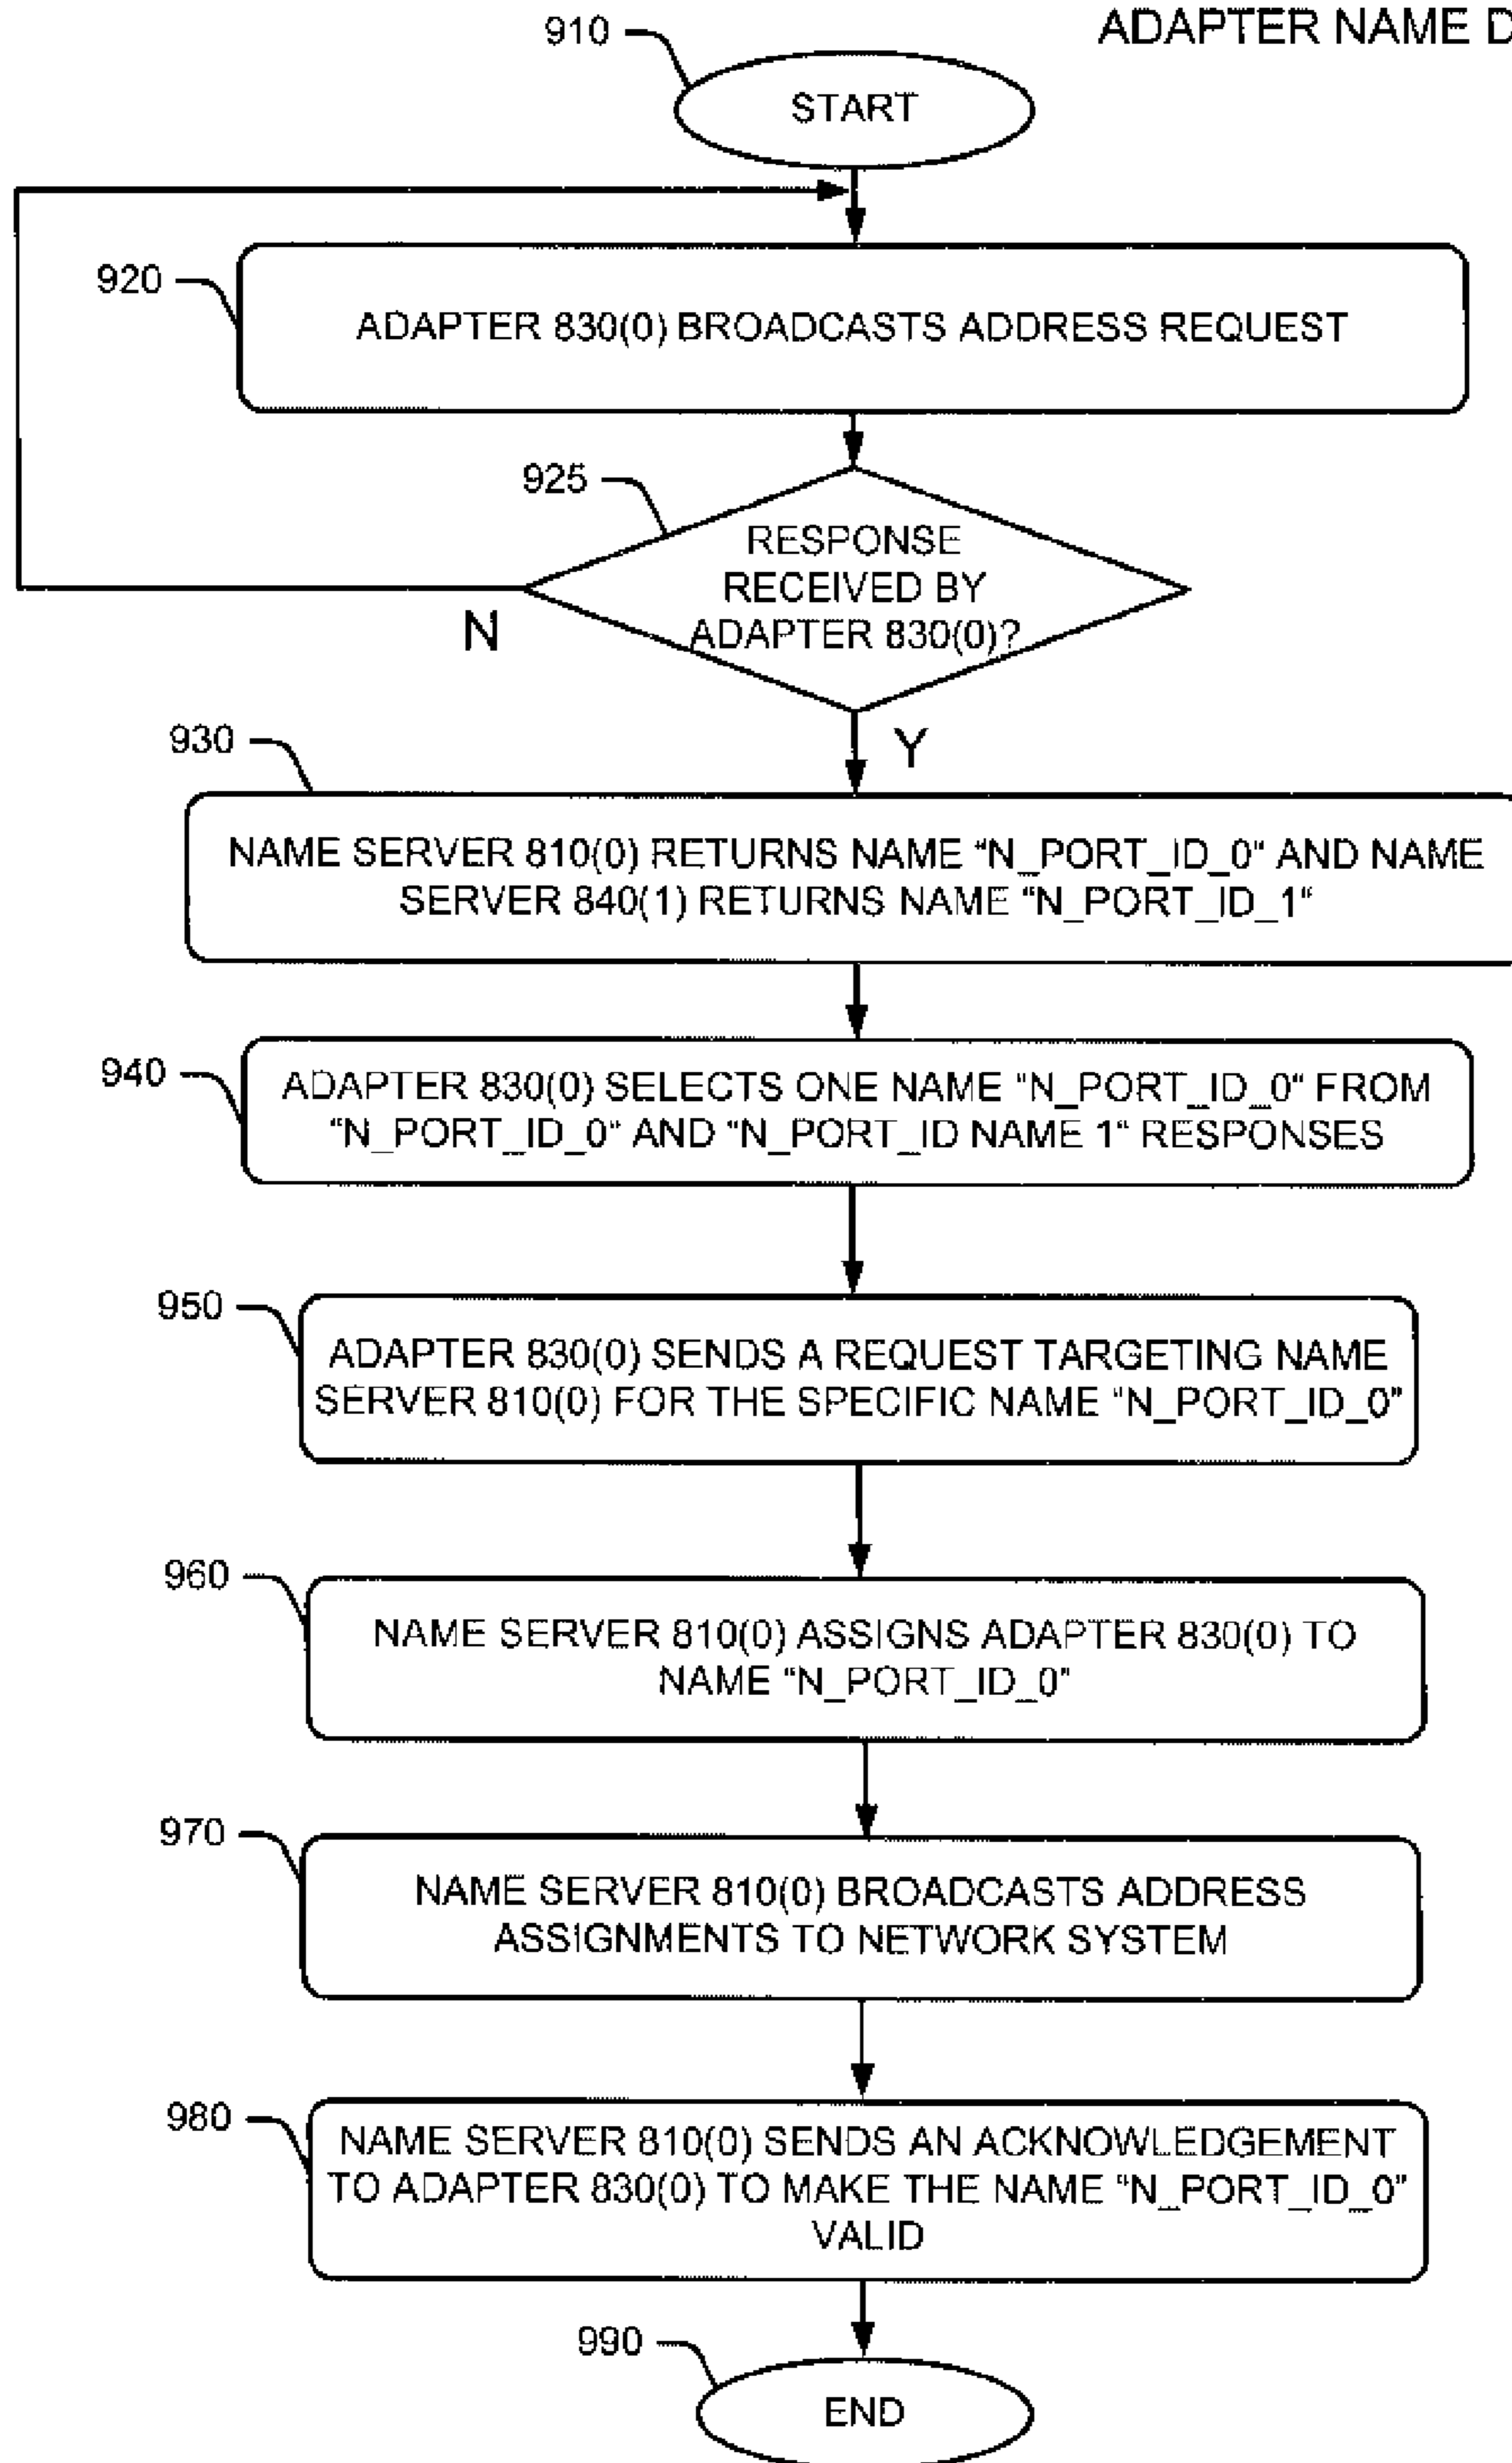 ADAPTER NAME D
910
START
920
ADAPTER 830(0) BROADCASTS ADDRESS REQUEST
925
RESPONSE
RECEIVED BY
ADAPTER 830(0)?
N
Y
930
NAME SERVER 810(0) RETURNS NAME “N_PORT_ID_0“ AND NAME
SERVER 840(1) RETURNS NAME “N_PORT_ID_1“
940
ADAPTER 830(0) SELECTS ONE NAME “N_PORT_ID_0“ FROM
“N_PORT_ID_0“ AND “N_PORT_ID NAME 1“ RESPONSES
950
ADAPTER 830(0) SENDS A REQUEST TARGETING NAME
SERVER 810(0) FOR THE SPECIFIC NAME “N_PORT_ID_0”
960
NAME SERVER 810(0) ASSIGNS ADAPTER 830(0) TO
NAME “N_PORT_ID_0”
970
NAME SERVER 810(0) BROADCASTS ADDRESS
ASSIGNMENTS TO NETWORK SYSTEM
980
NAME SERVER 810(0) SENDS AN ACKNOWLEDGEMENT
TO ADAPTER 830(0) TO MAKE THE NAME “N_PORT_ID_0”
VALID
990
END